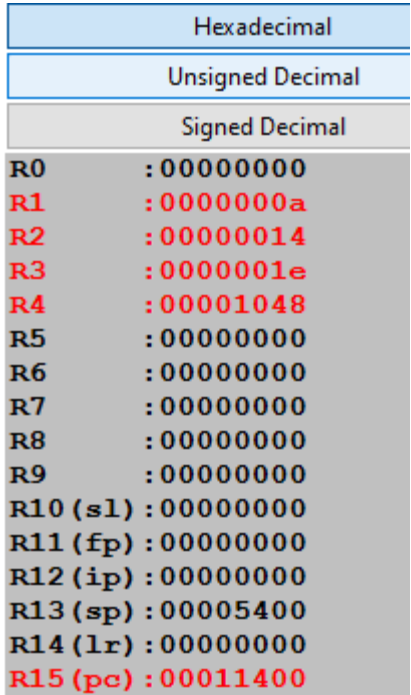 Hexadecimal
Unsigned Decimal
Signed Decimal
R0 :00000000
R1 :0000000a
R2 :00000014
R3 :0000001e
R4 :00001048
R5 :00000000
R6 :00000000
R7 :00000000
R8 :00000000
R9 :00000000
R10(sl):00000000
R11(fp):00000000
R12(ip):00000000
R13(sp):00005400
R14(lr):00000000
R15(pc):00011400